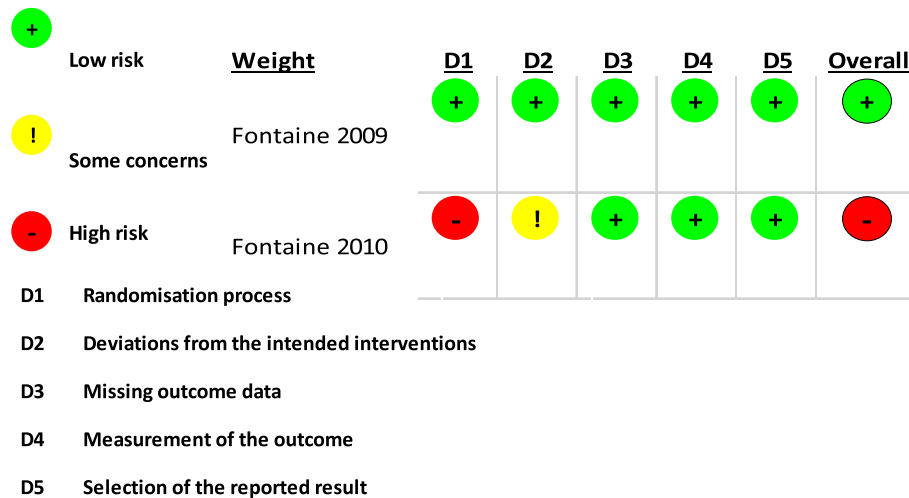 +
Low risk Weight D1 D2 D3 D4 D5 Overall
+ + + + + +
!
Fontaine 2009
Some concerns
- ! + + + -
-
High risk
Fontaine 2010
D1 Randomisation process
D2 Deviations from the intended interventions
D3 Missing outcome data
D4 Measurement of the outcome
D5 Selection of the reported result